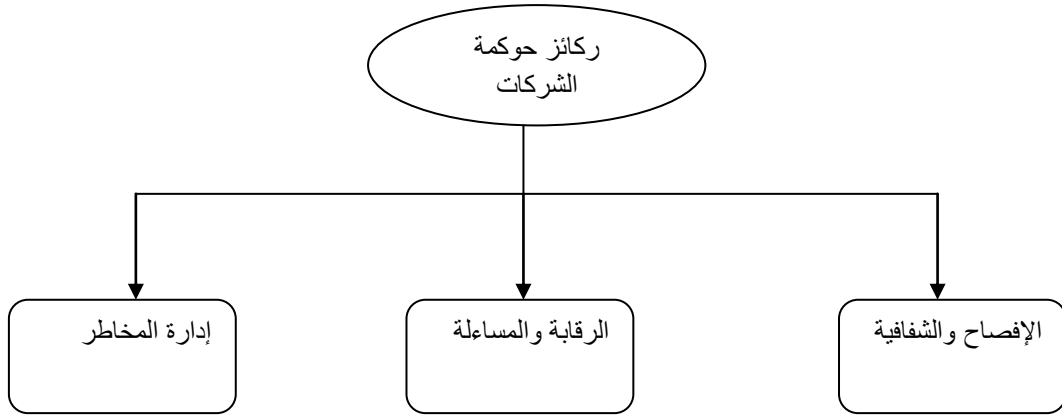 ركائز حوكمة
الشركات
الإفصاح والشفافية
الرقابة والمساءلة
إدارة المخاطر